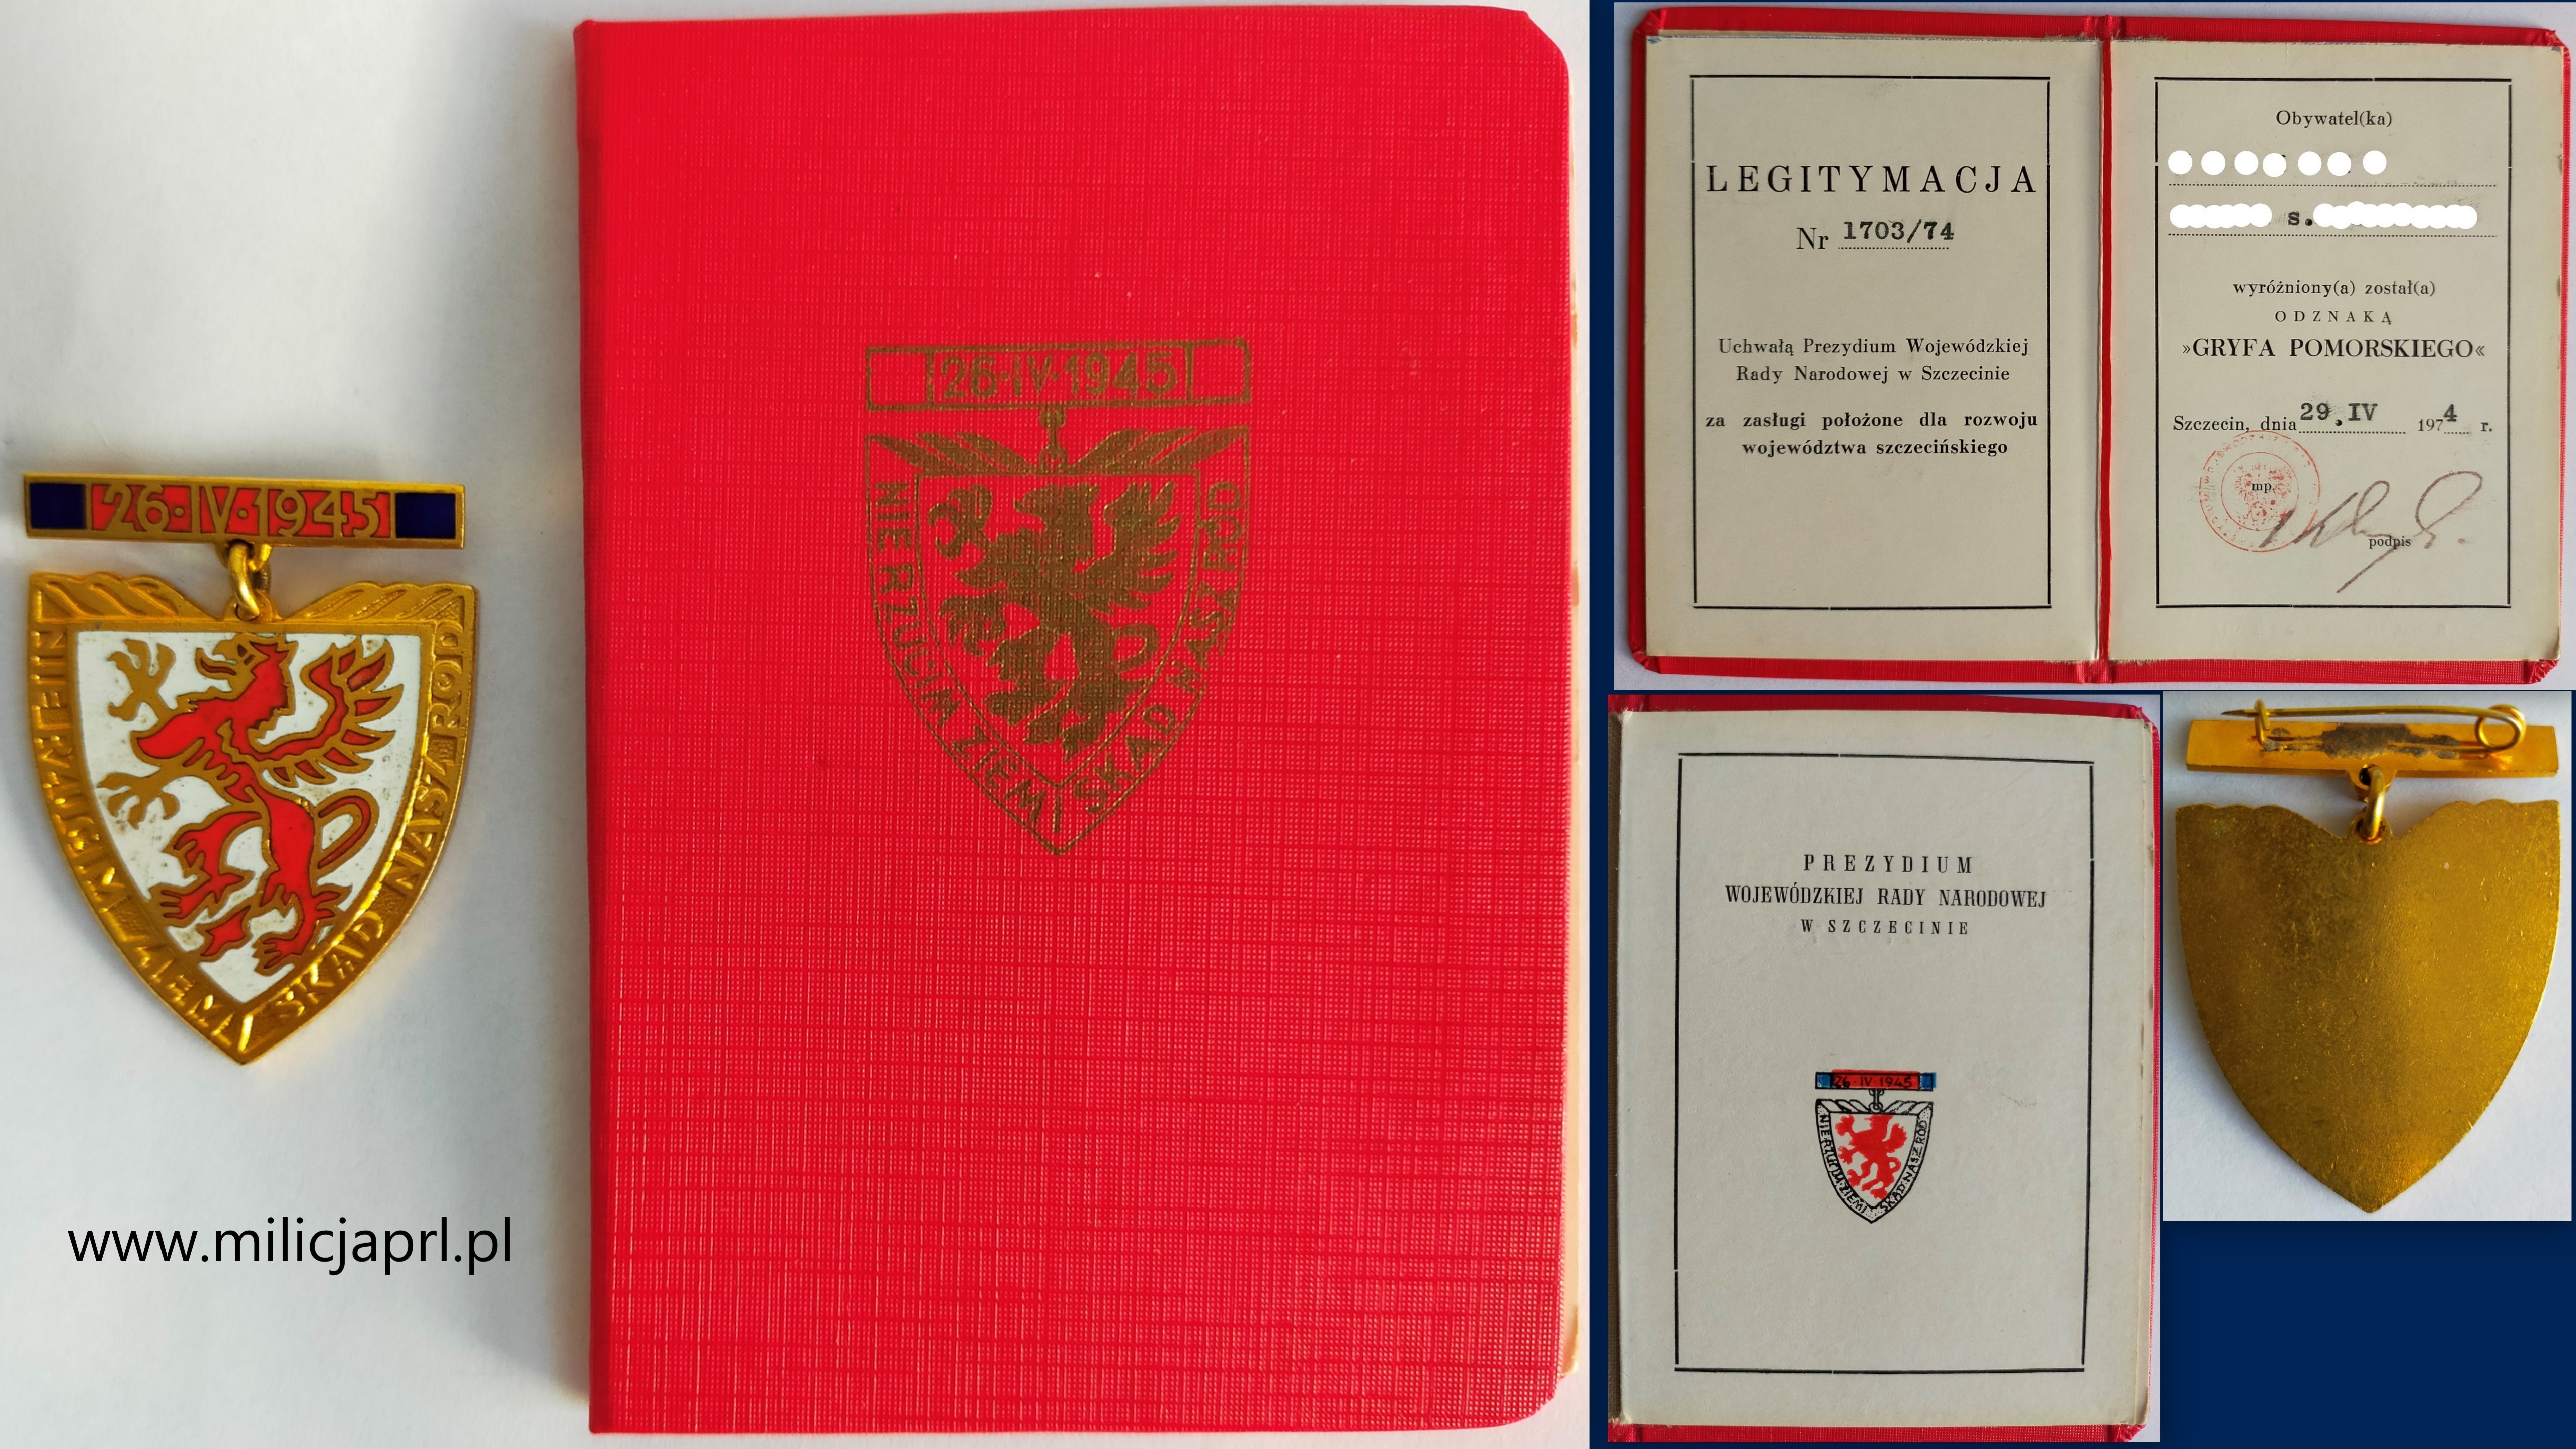 26·IV·1945
NIE RZUCIM ZIEMI SKĄD NASZ RÓD
www.milicjaprl.pl
26·IV·1945
NIE RZUCIM ZIEMI SKĄD NASZ RÓD
LEGITYMACJA
Nr 1703/74
Uchwałą Prezydium Wojewódzkiej
Rady Narodowej w Szczecinie
za zasługi położone dla rozwoju
województwa szczecińskiego
Obywatel(ka)
s.
wyróżniony(a) został(a)
ODZNAKĄ
»GRYFA POMORSKIEGO«
Szczecin, dnia 29.IV 1974 r.
mp.
podpis
PREZYDIUM
WOJEWÓDZKIEJ RADY NARODOWEJ
W SZCZECINIE
26·IV·1945
NIE RZUCIM ZIEMI SKĄD NASZ RÓD